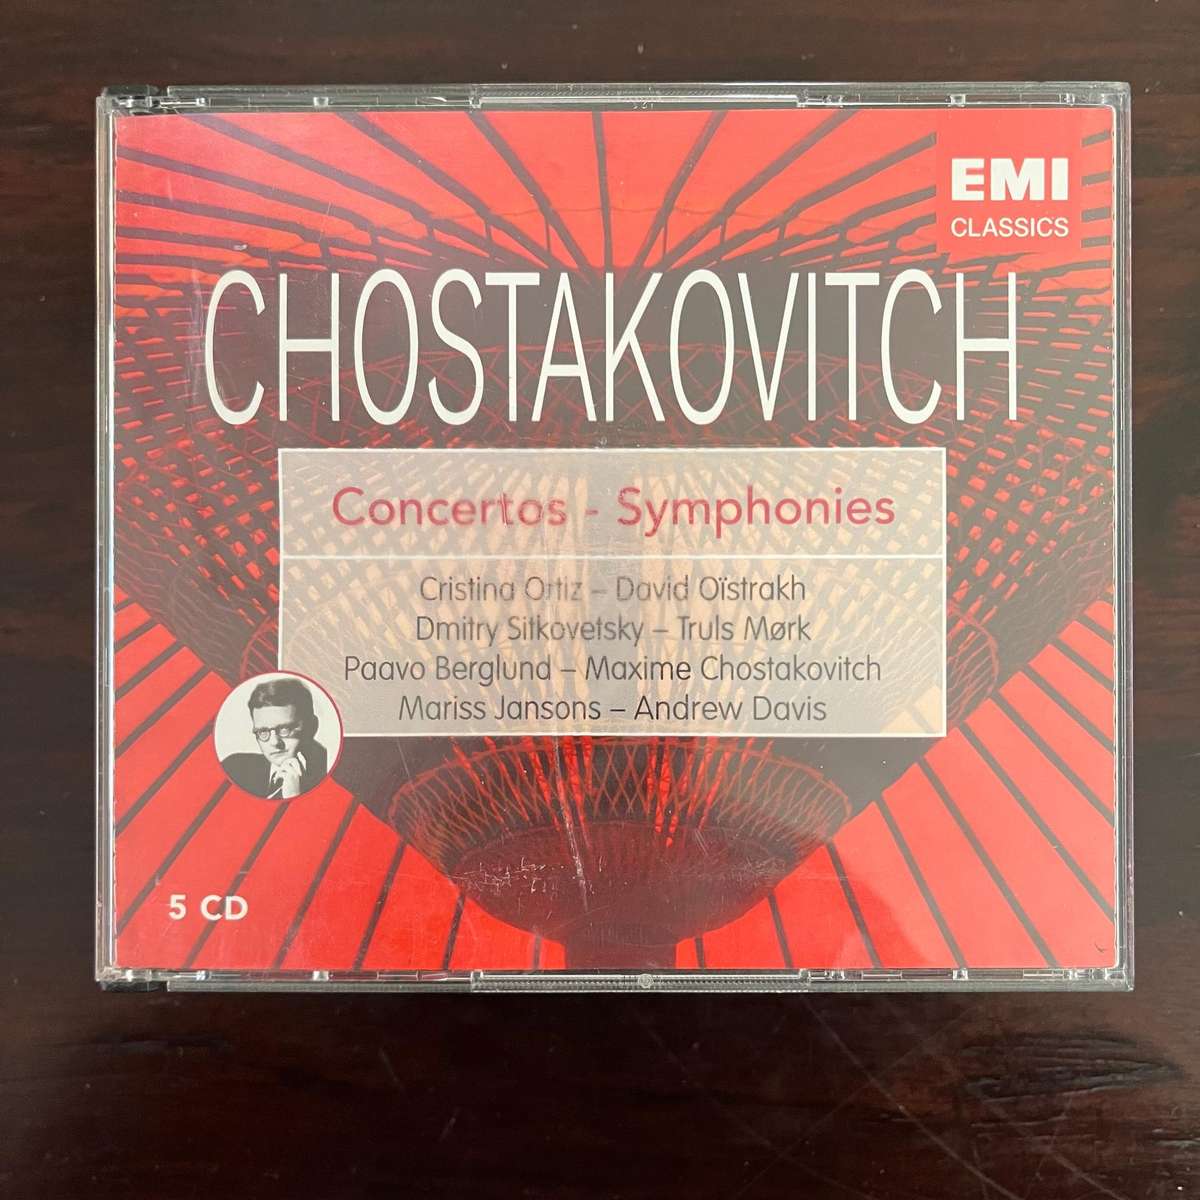 EMI
CLASSICS
CHOSTAKOVITCH
Concertos - Symphonies
Cristina Ortiz – David Oïstrakh
Dmitry Sitkovetsky – Truls Mørk
Paavo Berglund – Maxime Chostakovitch
Mariss Jansons – Andrew Davis
5 CD